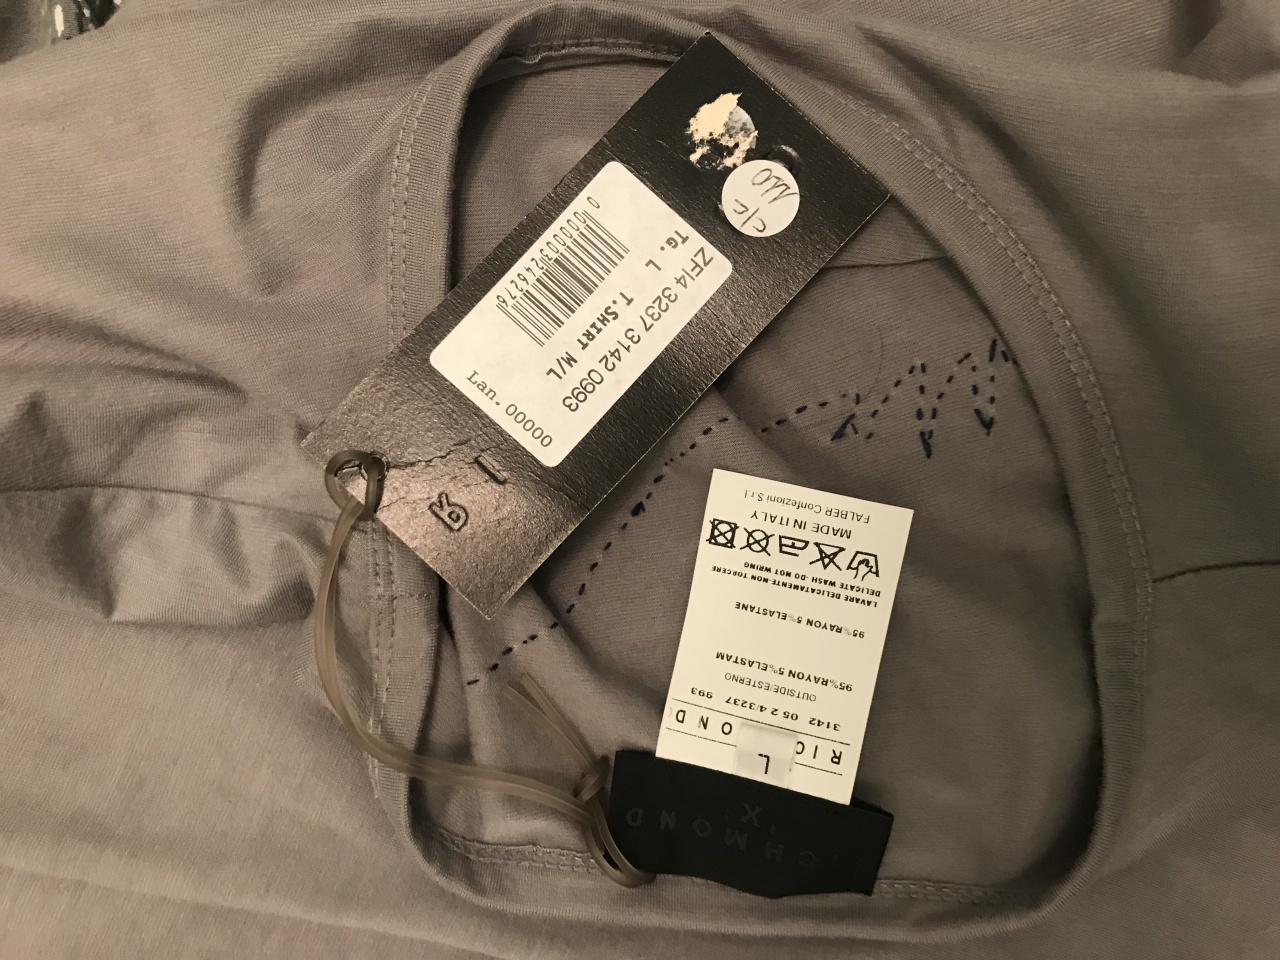 c/c
ZFI4 3237 3142 0993
TG. L
T.SHIRT M/L
Lan. 00000
R I
L
3142 05 2 4/3237 993
OUTSIDE/ESTERNO
95%RAYON 5%ELASTAM
95%RAYON 5%ELASTANE
LAVARE DELICATAMENTE-NON TORCERE
DELICATE WASH-DO NOT WRING
MADE IN ITALY
FALBER Confezioni S.r.l
X
CHMOND